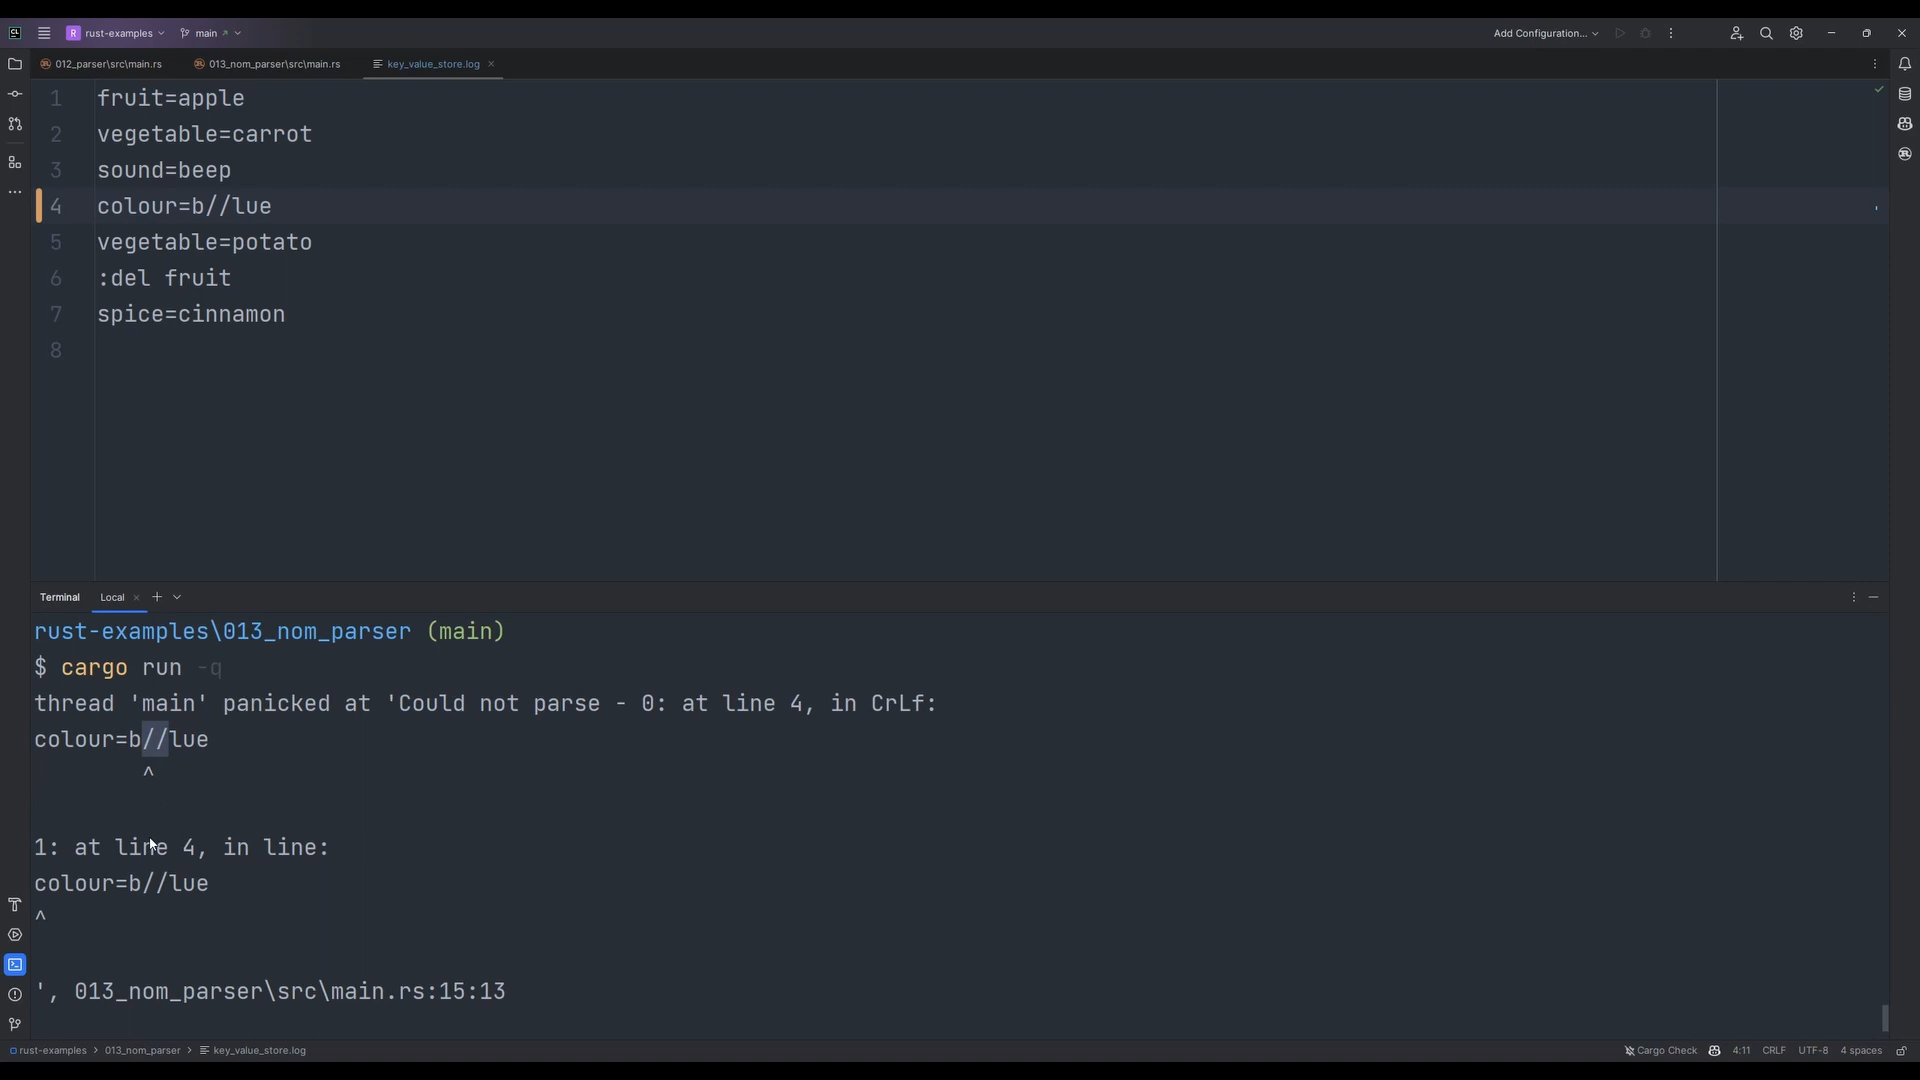 CL
R rust-examples main Add Configuration...
012_parser\src\main.rs 013_nom_parser\src\main.rs key_value_store.log
1 fruit=apple
2 vegetable=carrot
3 sound=beep
4 colour=b//lue
5 vegetable=potato
6 :del fruit
7 spice=cinnamon
8
Terminal Local
rust-examples\013_nom_parser (main)
$ cargo run -q
thread 'main' panicked at 'Could not parse - 0: at line 4, in CrLf:
colour=b//lue
^
1: at line 4, in line:
colour=b//lue
^
', 013_nom_parser\src\main.rs:15:13
rust-examples > 013_nom_parser > key_value_store.log Cargo Check 4:11 CRLF UTF-8 4 spaces